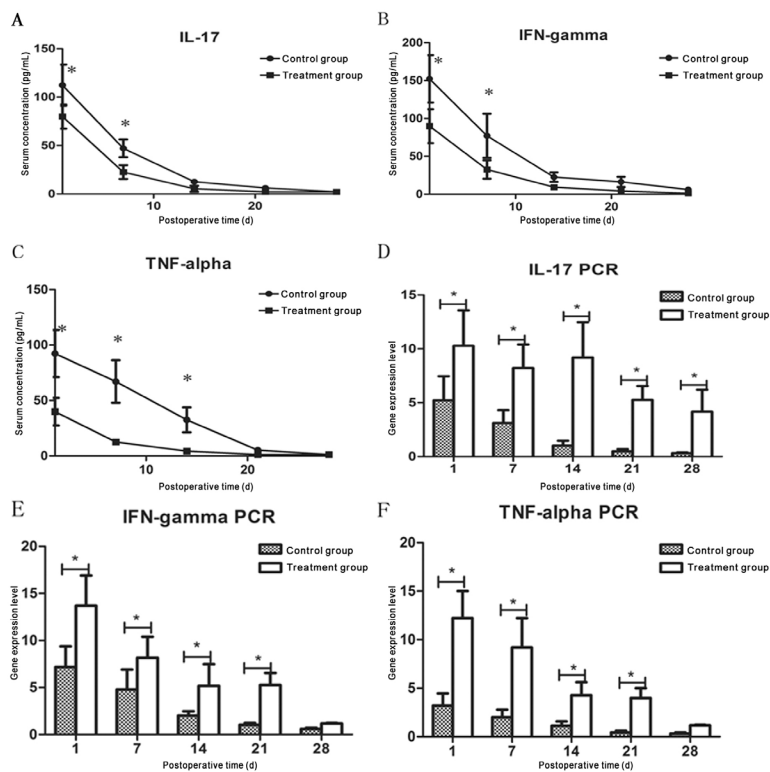 A
IL-17
Control group
Treatment group
Serum concentration (pg/mL)
150
100
50
0
*
*
10
20
Postoperative time (d)
B
IFN-gamma
Control group
Treatment group
Serum concentration (pg/mL)
200
150
100
50
0
*
*
10
20
Postoperative time (d)
C
TNF-alpha
Control group
Treatment group
Serum concentration (pg/mL)
150
100
50
0
*
*
*
10
20
Postoperative time (d)
D
IL-17 PCR
Control group
Treatment group
Gene expression level
15
10
5
0
*
*
*
*
*
1 7 14 21 28
Postoperative time (d)
E
IFN-gamma PCR
Control group
Treatment group
Gene expression level
20
15
10
5
0
*
*
*
*
1 7 14 21 28
Postoperative time (d)
F
TNF-alpha PCR
Control group
Treatment group
Gene expression level
20
15
10
5
0
*
*
*
*
1 7 14 21 28
Postoperative time (d)